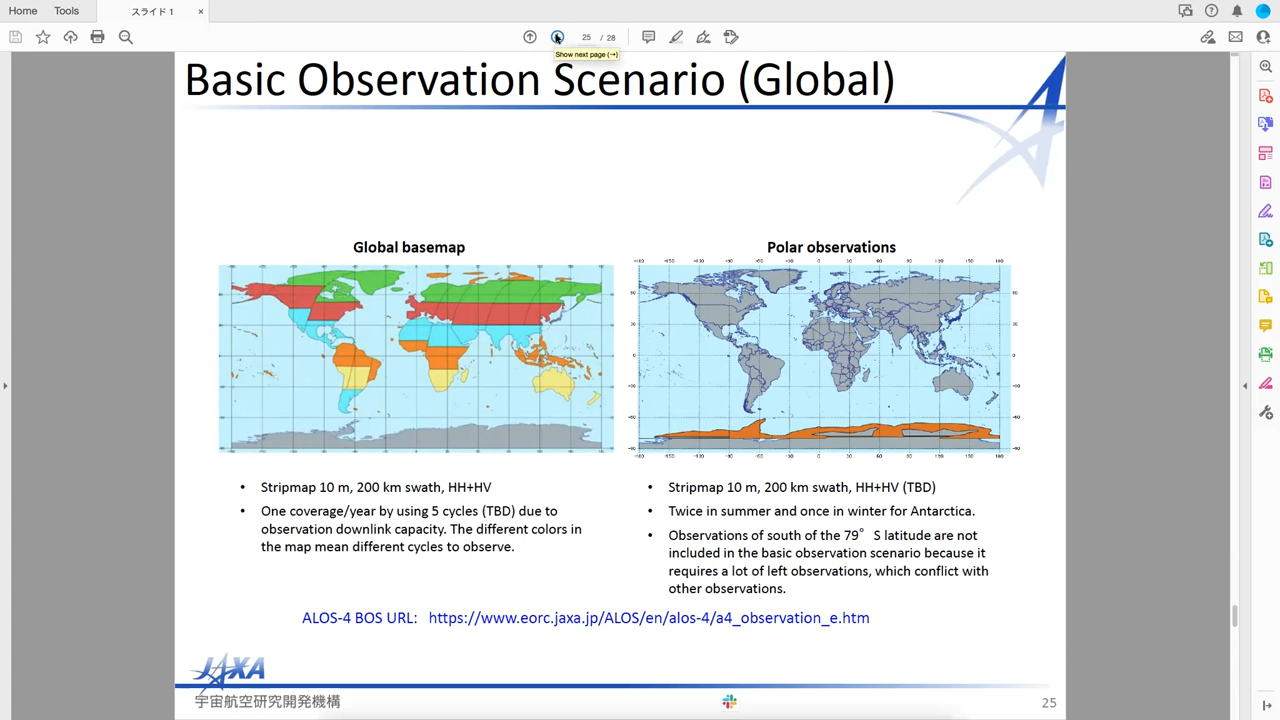 Home Tools スライド 1 ×
25 / 28
Show next page (→)
Basic Observation Scenario (Global)
Global basemap
Polar observations
• Stripmap 10 m, 200 km swath, HH+HV
• One coverage/year by using 5 cycles (TBD) due to
observation downlink capacity. The different colors in
the map mean different cycles to observe.
• Stripmap 10 m, 200 km swath, HH+HV (TBD)
• Twice in summer and once in winter for Antarctica.
• Observations of south of the 79° S latitude are not
included in the basic observation scenario because it
requires a lot of left observations, which conflict with
other observations.
ALOS-4 BOS URL: https://www.eorc.jaxa.jp/ALOS/en/alos-4/a4_observation_e.htm
JAXA
宇宙航空研究開発機構
25